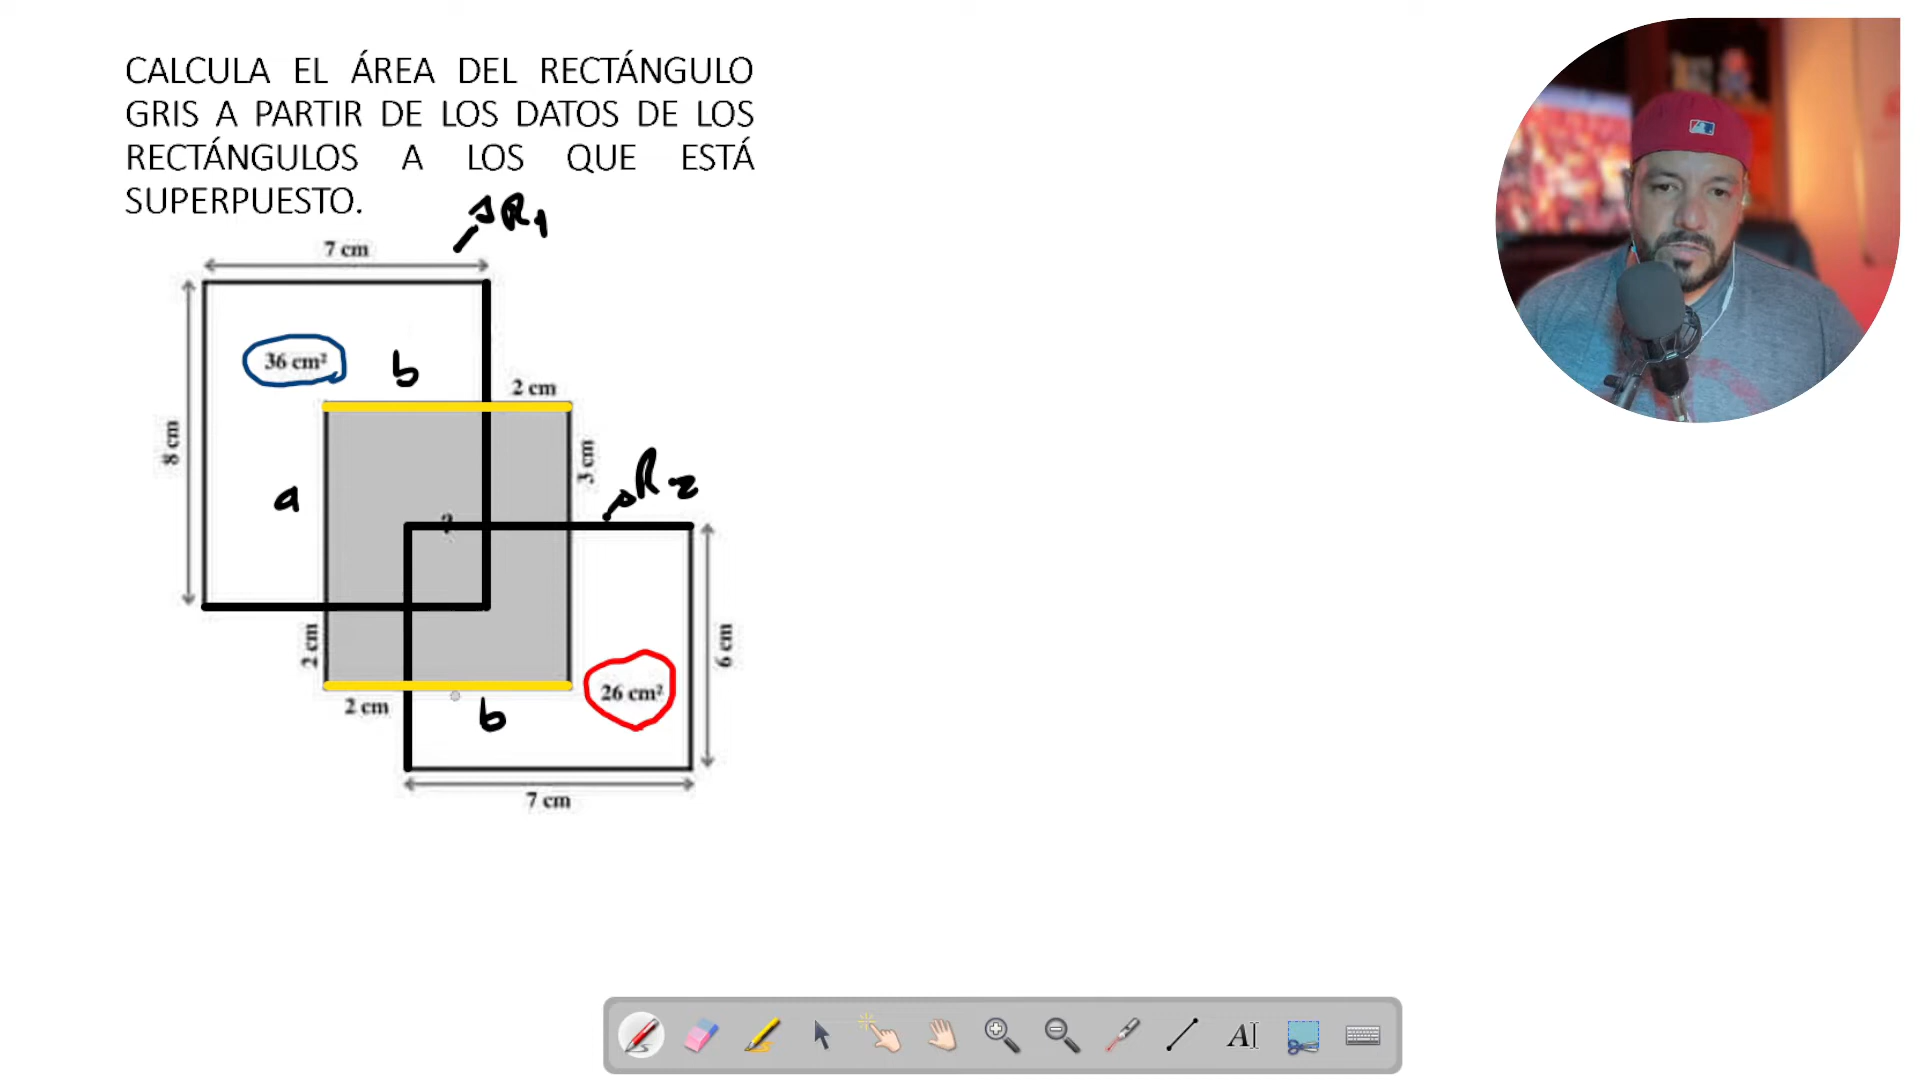 CALCULA EL ÁREA DEL RECTÁNGULO
GRIS A PARTIR DE LOS DATOS DE LOS
RECTÁNGULOS A LOS QUE ESTÁ
SUPERPUESTO.
R1
7 cm
36 cm²
b
2 cm
8 cm
3 cm
a
R2
?
2 cm
6 cm
26 cm²
2 cm
b
7 cm
AI